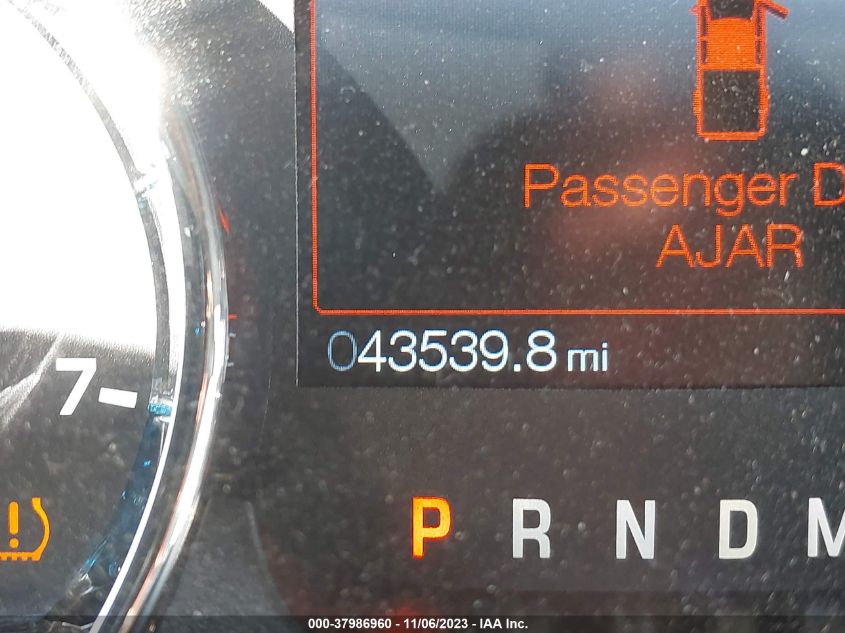 Passenger D
AJAR
043539.8 mi
7
P R N D M
!
000-37986960 - 11/06/2023 - IAA Inc.